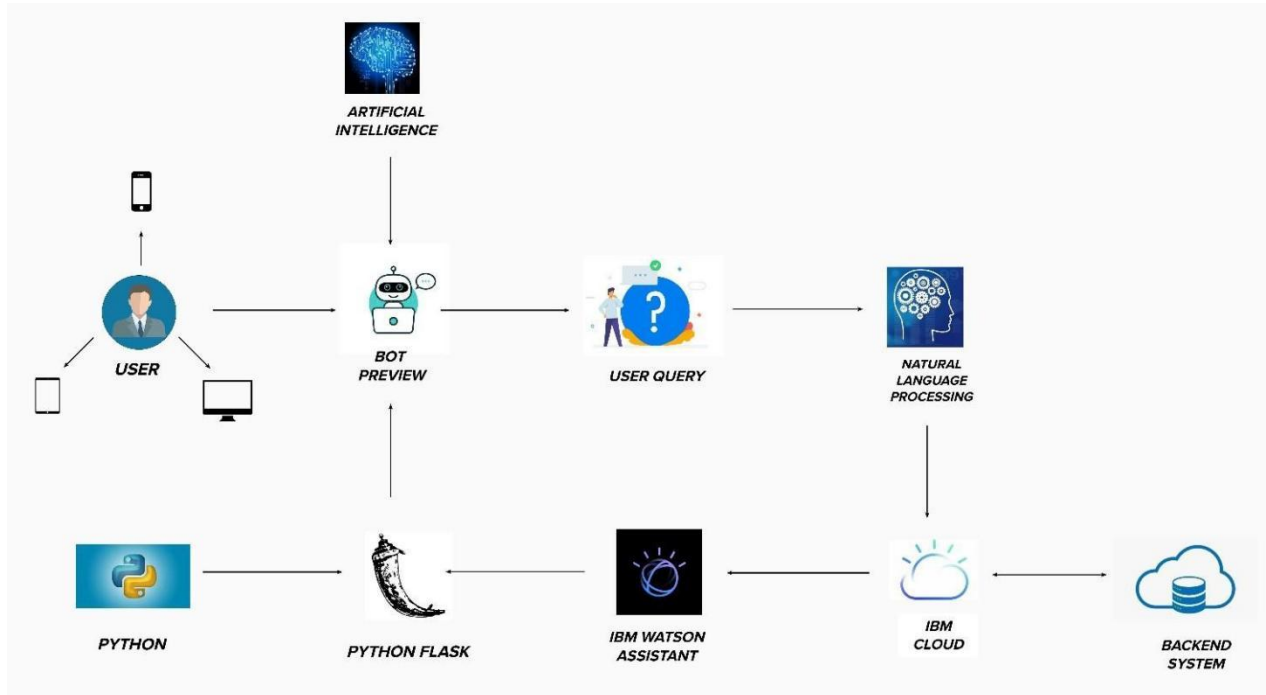 ARTIFICIAL
INTELLIGENCE
USER
BOT
PREVIEW
USER QUERY
NATURAL
LANGUAGE
PROCESSING
PYTHON
PYTHON FLASK
IBM WATSON
ASSISTANT
IBM
CLOUD
BACKEND
SYSTEM